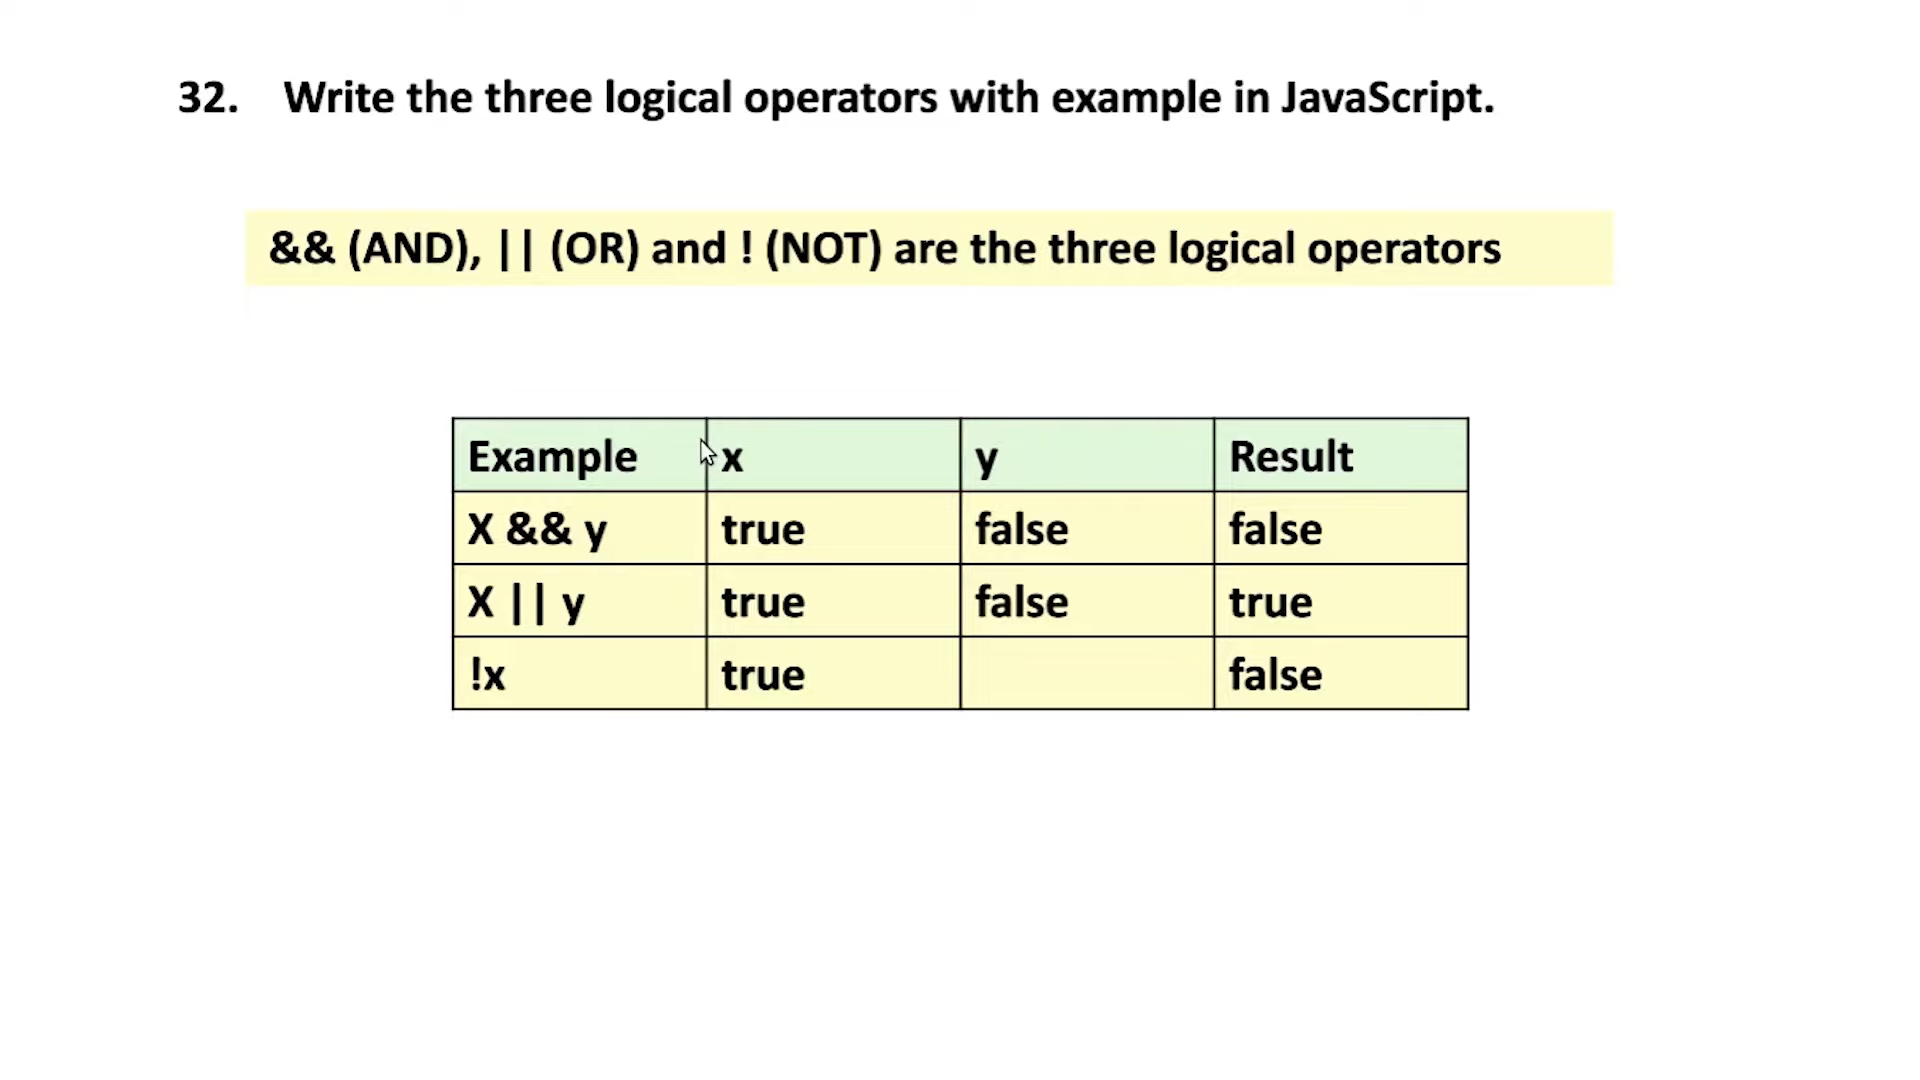 32. Write the three logical operators with example in JavaScript.
&& (AND), || (OR) and ! (NOT) are the three logical operators
Example x y Result
X && y true false false
X || y true false true
!x true false